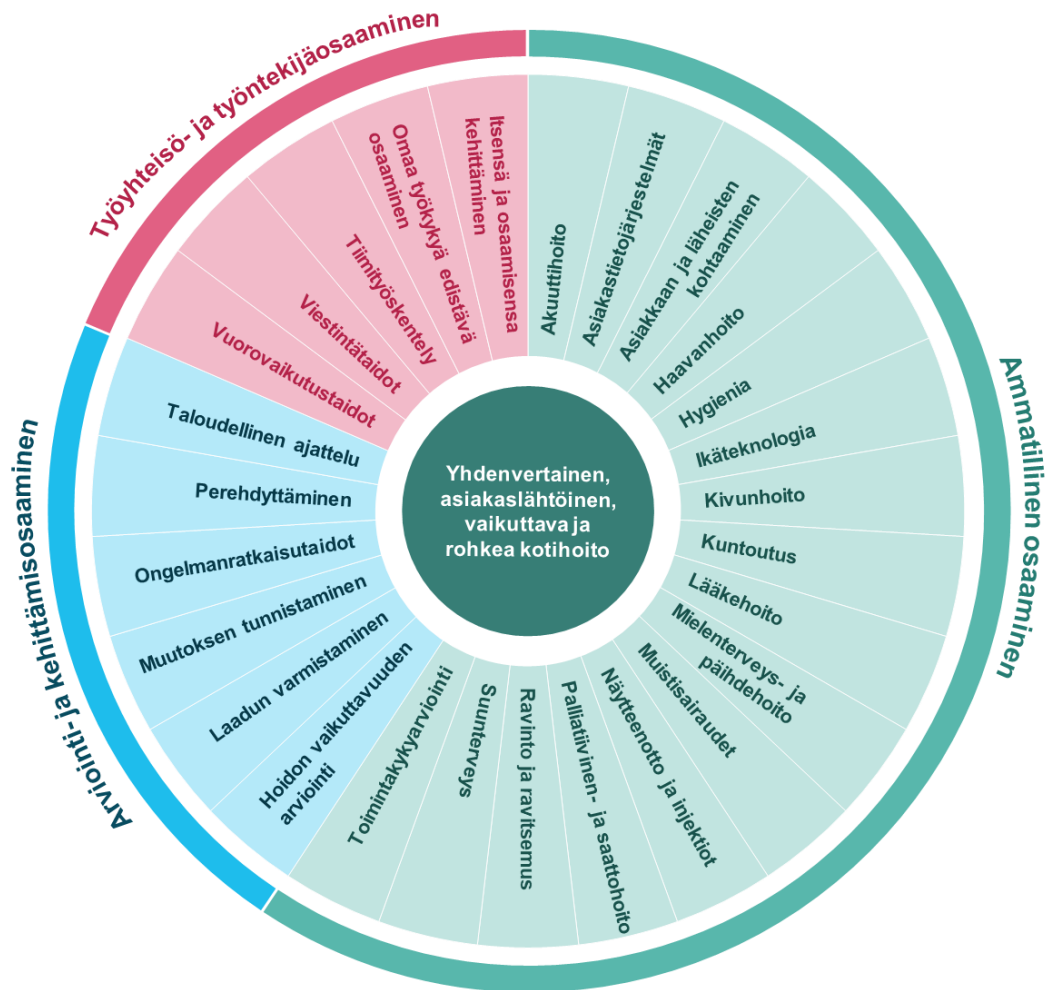 Työyhteisö- ja työntekijäosaaminen
Ammatillinen osaaminen
Arviointi- ja kehittämisosaaminen
Yhdenvertainen,
asiakaslähtöinen,
vaikuttava ja
rohkea kotihoito
Akuuttihoito
Asiakastietojärjestelmät
Asiakkaan ja läheisten
kohtaaminen
Haavanhoito
Hygienia
Ikäteknologia
Kivunhoito
Kuntoutus
Lääkehoito
Mielenterveys- ja
päihdehoito
Muistisairaudet
Näytteenotto ja injektiot
Palliatiivinen- ja saattohoito
Ravinto ja ravitsemus
Suunterveys
Toimintakykyarviointi
Hoidon vaikuttavuuden
arviointi
Laadun varmistaminen
Muutoksen tunnistaminen
Ongelmanratkaisutaidot
Perehdyttäminen
Taloudellinen ajattelu
Vuorovaikutustaidot
Viestintätaidot
Tiimityöskentely
Omaa työkykyä edistävä
osaaminen
Itsensä ja osaamisensa
kehittäminen